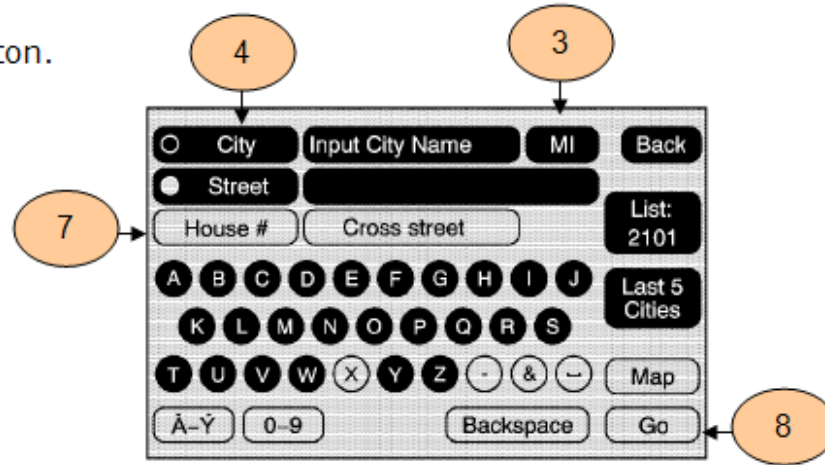 ton.
4
3
City Input City Name MI Back
Street
List:
2101
7
House # Cross street
A B C D E F G H I J
Last 5
Cities
K L M N O P Q R S
T U V W X Y Z - & ⎵ Map
Ā-Ý 0-9 Backspace Go
8